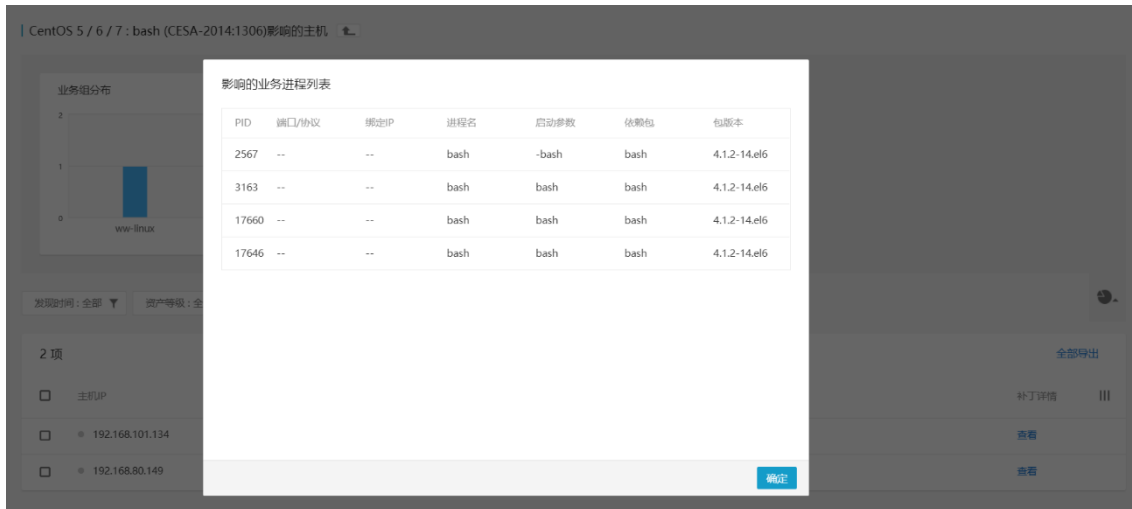 CentOS 5 / 6 / 7 : bash (CESA-2014:1306)影响的主机
业务组分布
2
1
0
ww-linux
影响的业务进程列表
PID 端口/协议 绑定IP 进程名 启动参数 依赖包 包版本
2567 -- -- bash -bash bash 4.1.2-14.el6
3163 -- -- bash bash bash 4.1.2-14.el6
17660 -- -- bash bash bash 4.1.2-14.el6
17646 -- -- bash bash bash 4.1.2-14.el6
发现时间 : 全部 资产等级 : 全
2 项 全部导出
主机IP 补丁详情
192.168.101.134 查看
192.168.80.149 查看
确定